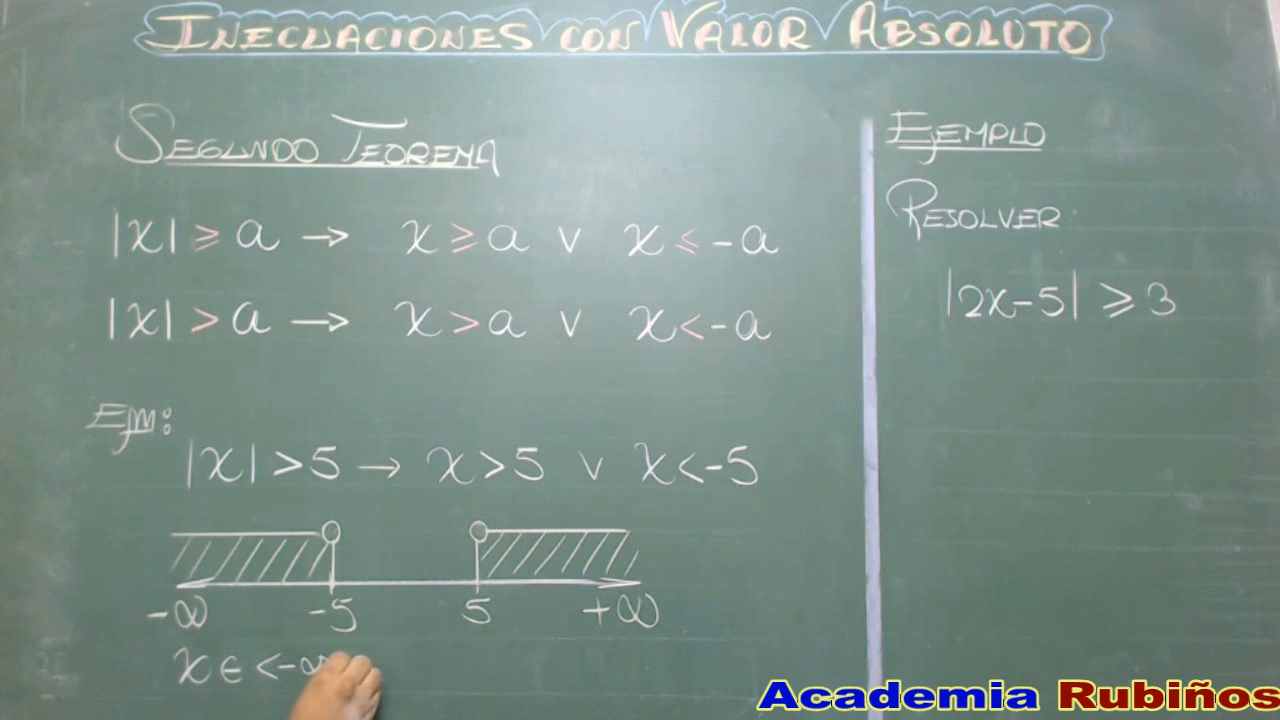 INECUACIONES CON VALOR ABSOLUTO
SEGUNDO TEOREMA
|x| ≥ a → x ≥ a ∨ x ≤ -a
|x| > a → x > a ∨ x < -a
EJM:
|x| > 5 → x > 5 ∨ x < -5
-∞ -5 5 +∞
x ∈ <-∞
EJEMPLO
RESOLVER:
|2x-5| ≥ 3
Academia Rubiños